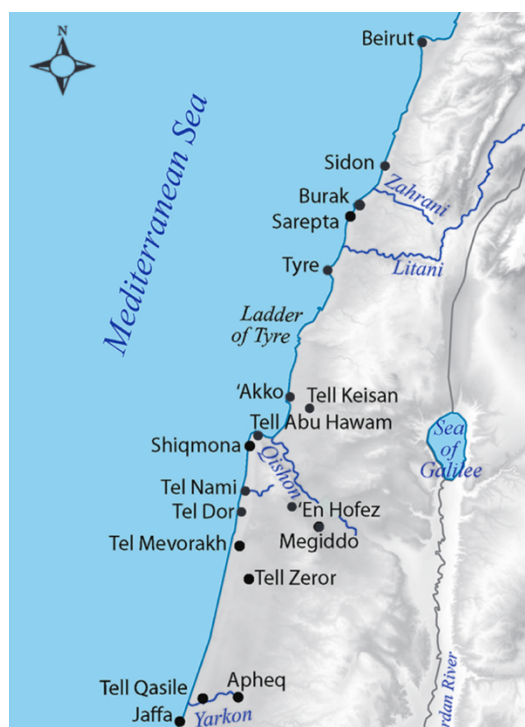 N
Beirut
Mediterranean Sea
Sidon
Zahrani
Burak
Sarepta
Litani
Tyre
Ladder
of Tyre
'Akko
Tell Keisan
Tell Abu Hawam
Shiqmona
Sea
of
Galilee
Qishon
Tel Nami
'En Hofez
Tel Dor
Megiddo
Tel Mevorakh
Tell Zeror
Tell Qasile
Apheq
Jaffa
Yarkon
rdan River